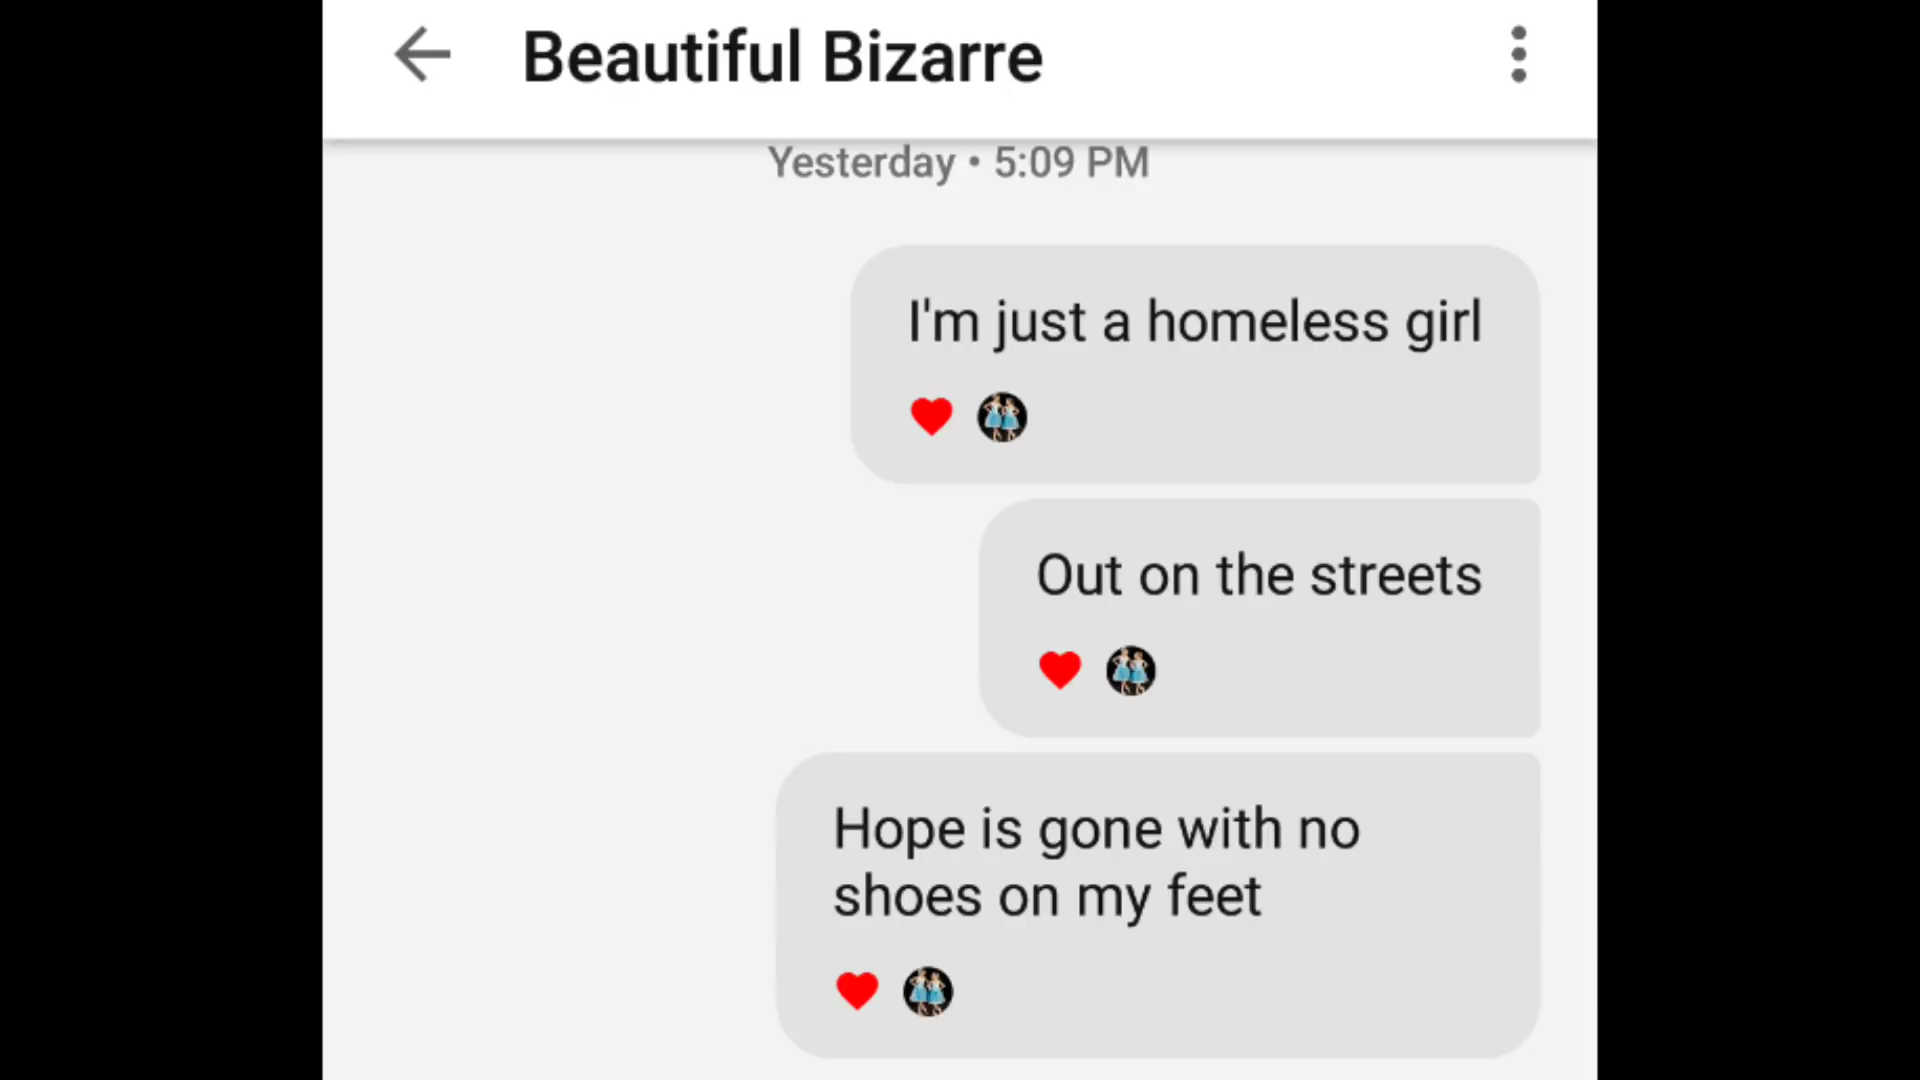 Beautiful Bizarre
Yesterday • 5:09 PM
I'm just a homeless girl
Out on the streets
Hope is gone with no
shoes on my feet